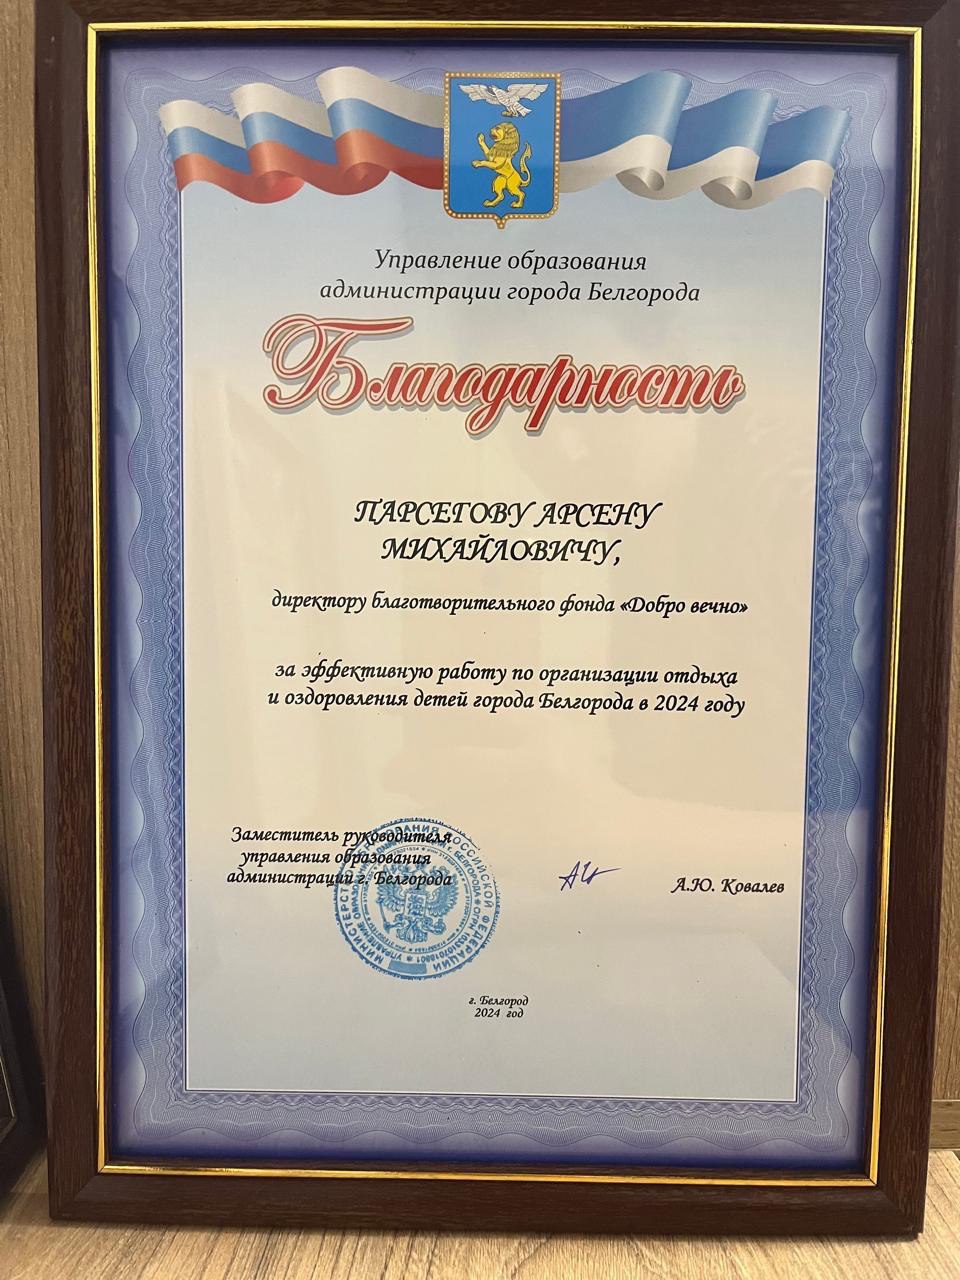 Управление образования
администрации города Белгорода
Благодарность
ПАРСЕГОВУ АРСЕНУ
МИХАЙЛОВИЧУ,
директору благотворительного фонда «Добро вечно»
за эффективную работу по организации отдыха
и оздоровления детей города Белгорода в 2024 году
Заместитель руководителя
управления образования
администрации г. Белгорода
А.Ю. Ковалев
г. Белгород
2024 год